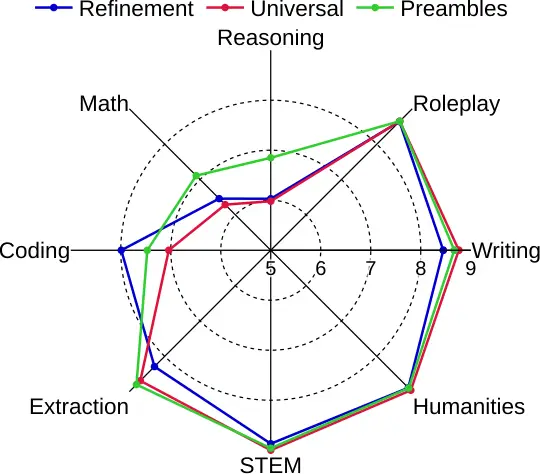 Refinement Universal Preambles
Reasoning
Math
Roleplay
Coding
Writing
5 6 7 8 9
Extraction
Humanities
STEM